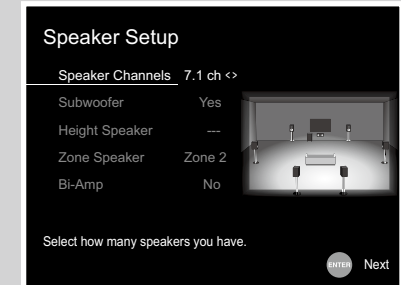 Speaker Setup
Speaker Channels 7.1 ch <>
Subwoofer Yes
Height Speaker ---
Zone Speaker Zone 2
Bi-Amp No
Select how many speakers you have.
ENTER Next